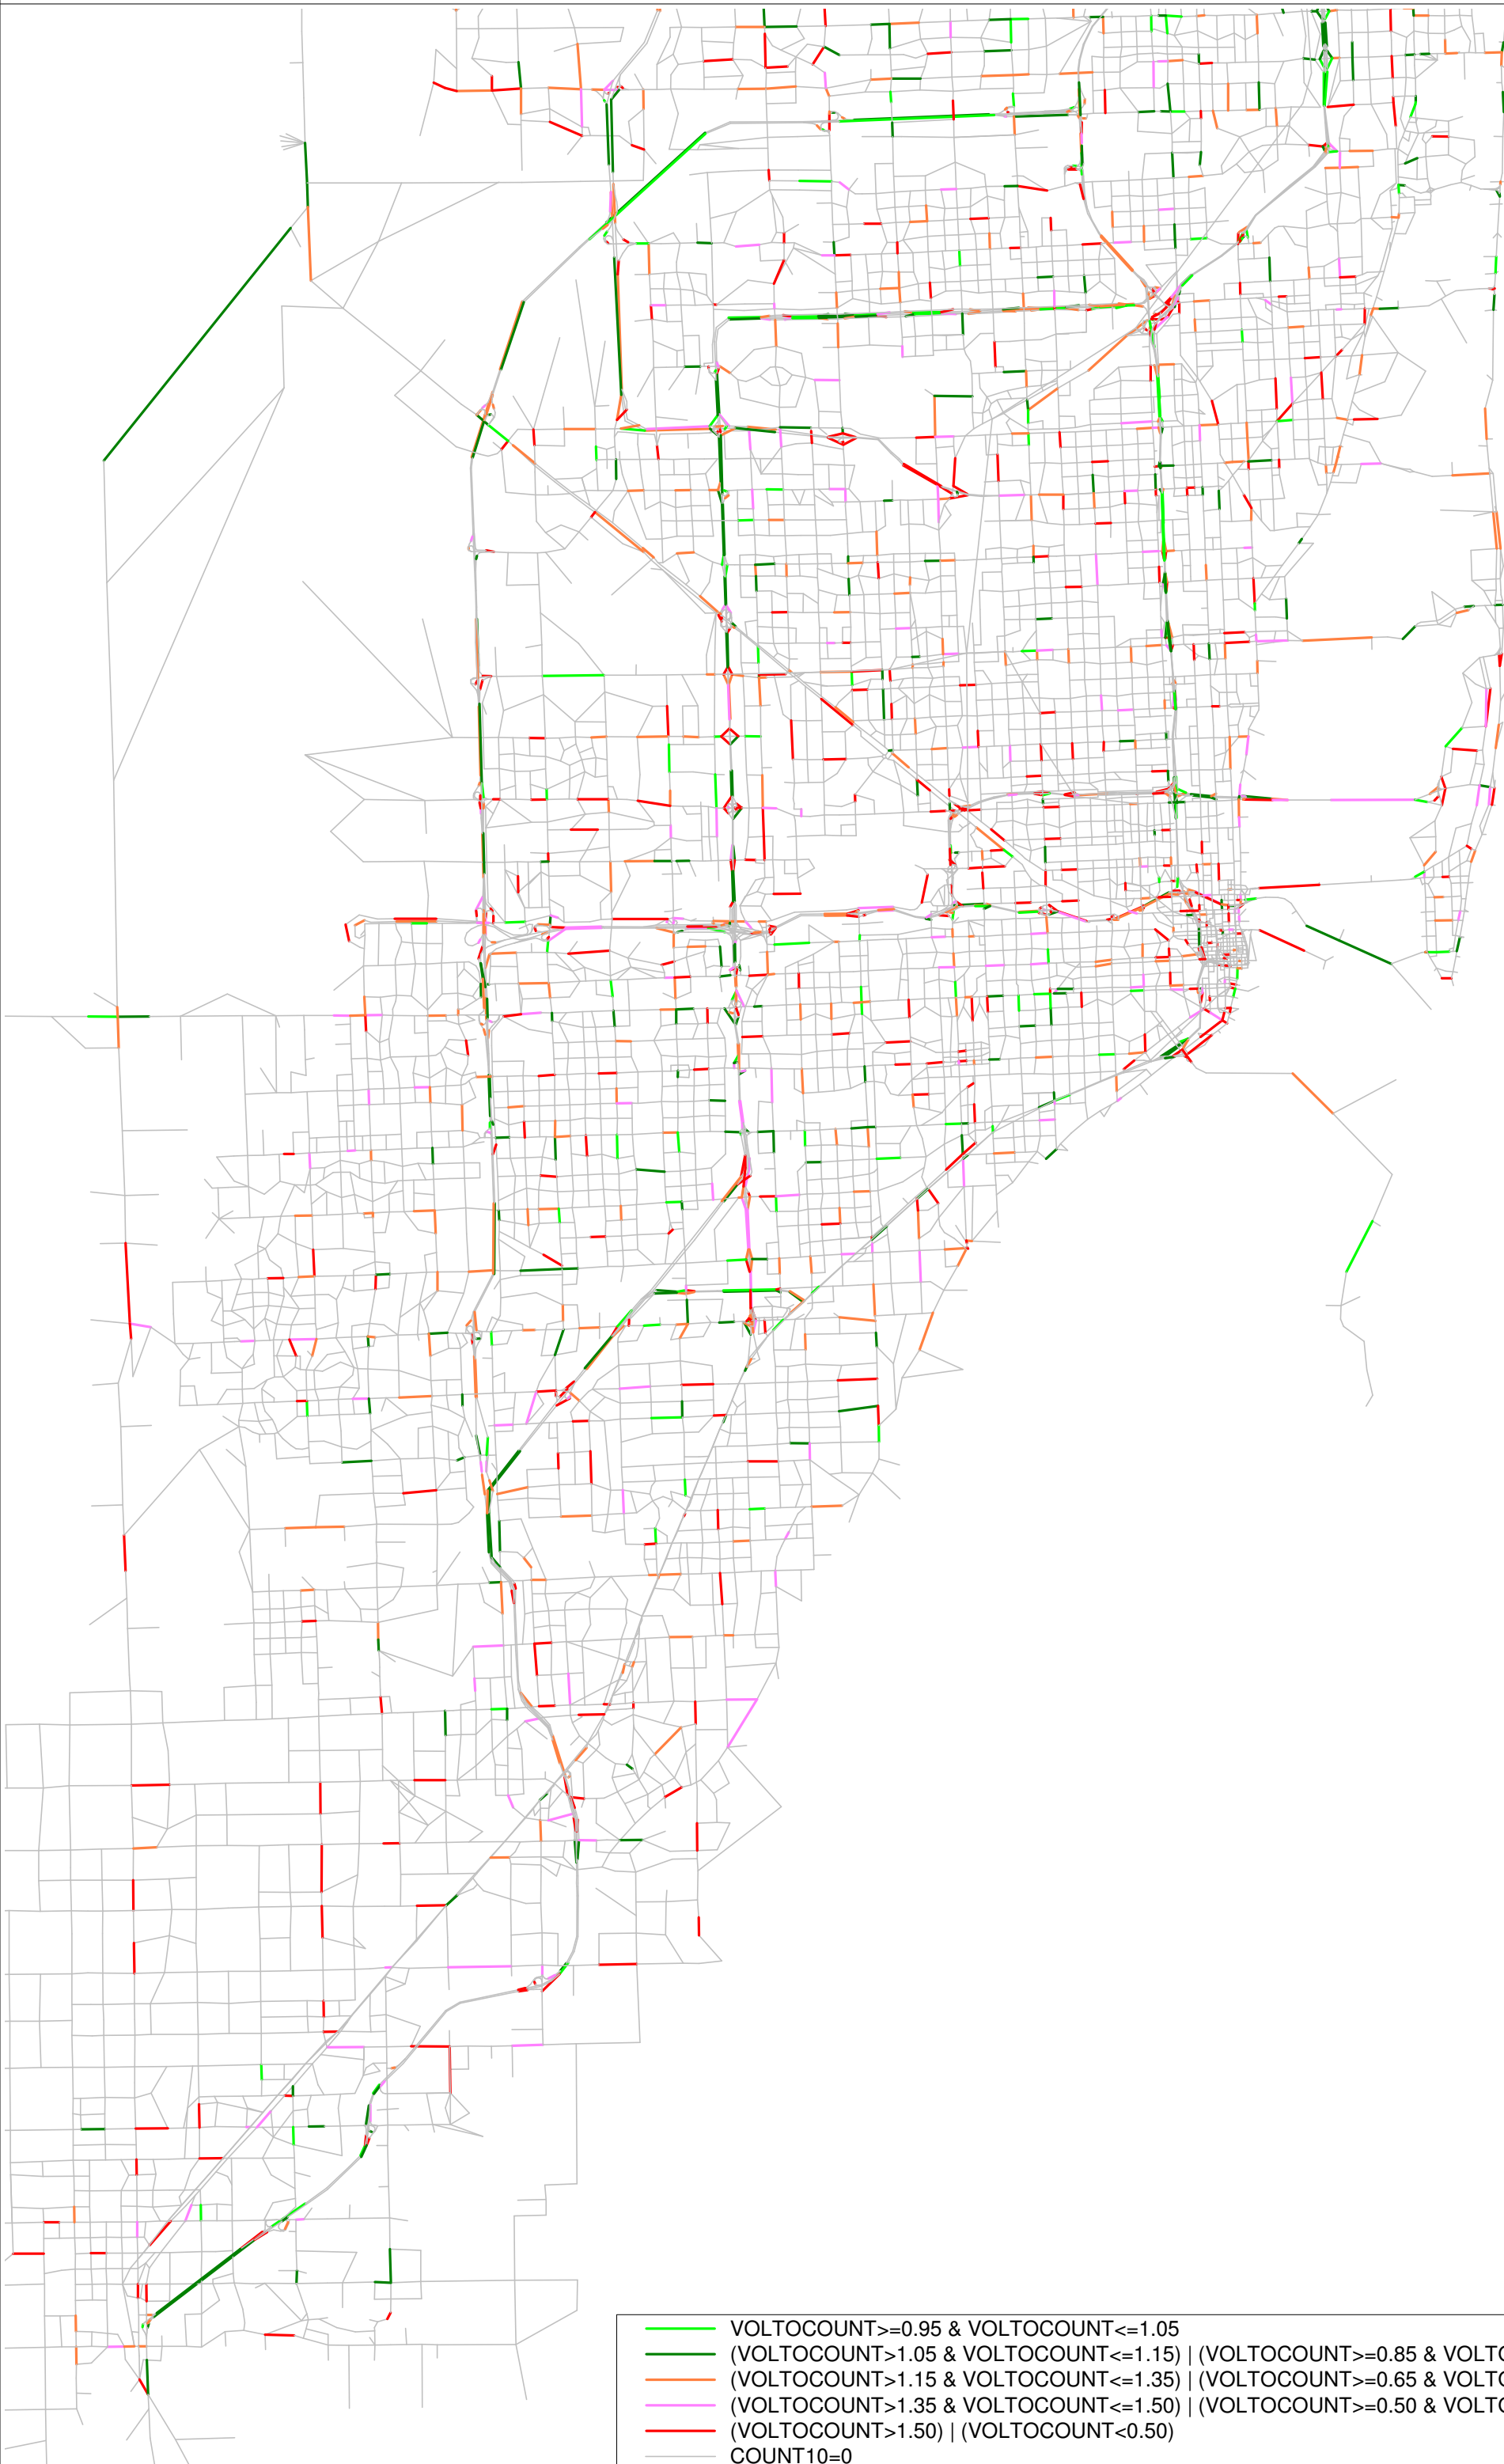 VOLTOCOUNT>=0.95 & VOLTOCOUNT<=1.05
(VOLTOCOUNT>1.05 & VOLTOCOUNT<=1.15) | (VOLTOCOUNT>=0.85 & VOLTO
(VOLTOCOUNT>1.15 & VOLTOCOUNT<=1.35) | (VOLTOCOUNT>=0.65 & VOLTO
(VOLTOCOUNT>1.35 & VOLTOCOUNT<=1.50) | (VOLTOCOUNT>=0.50 & VOLTO
(VOLTOCOUNT>1.50) | (VOLTOCOUNT<0.50)
COUNT10=0